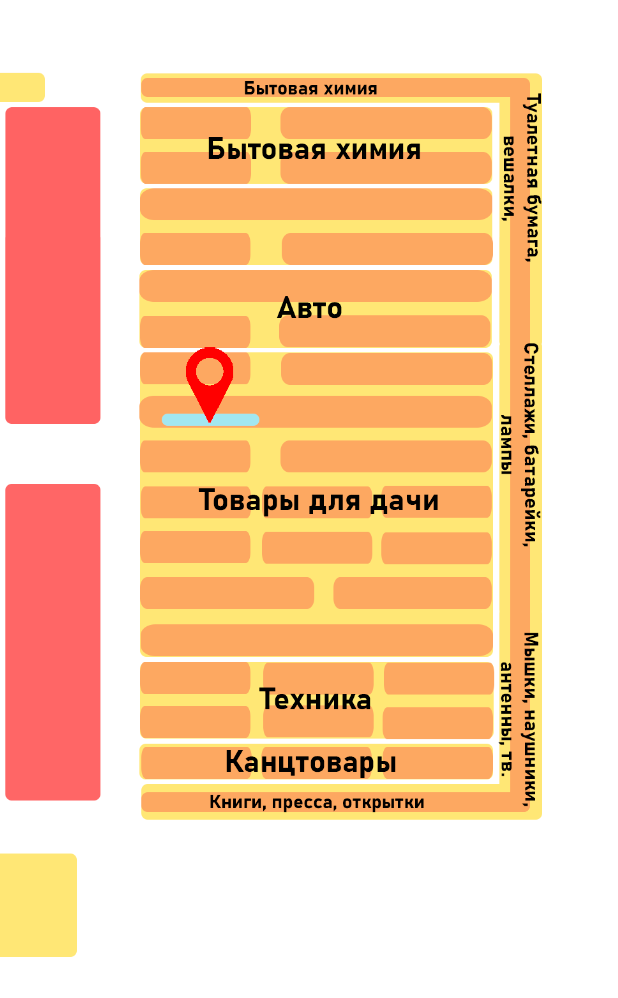 Бытовая химия
Бытовая химия
Туалетная бумага,
вешалки,
Авто
Стеллажи, батарейки,
лампы
Товары для дачи
Мышки, наушники,
антенны, тв.
Техника
Канцтовары
Книги, пресса, открытки